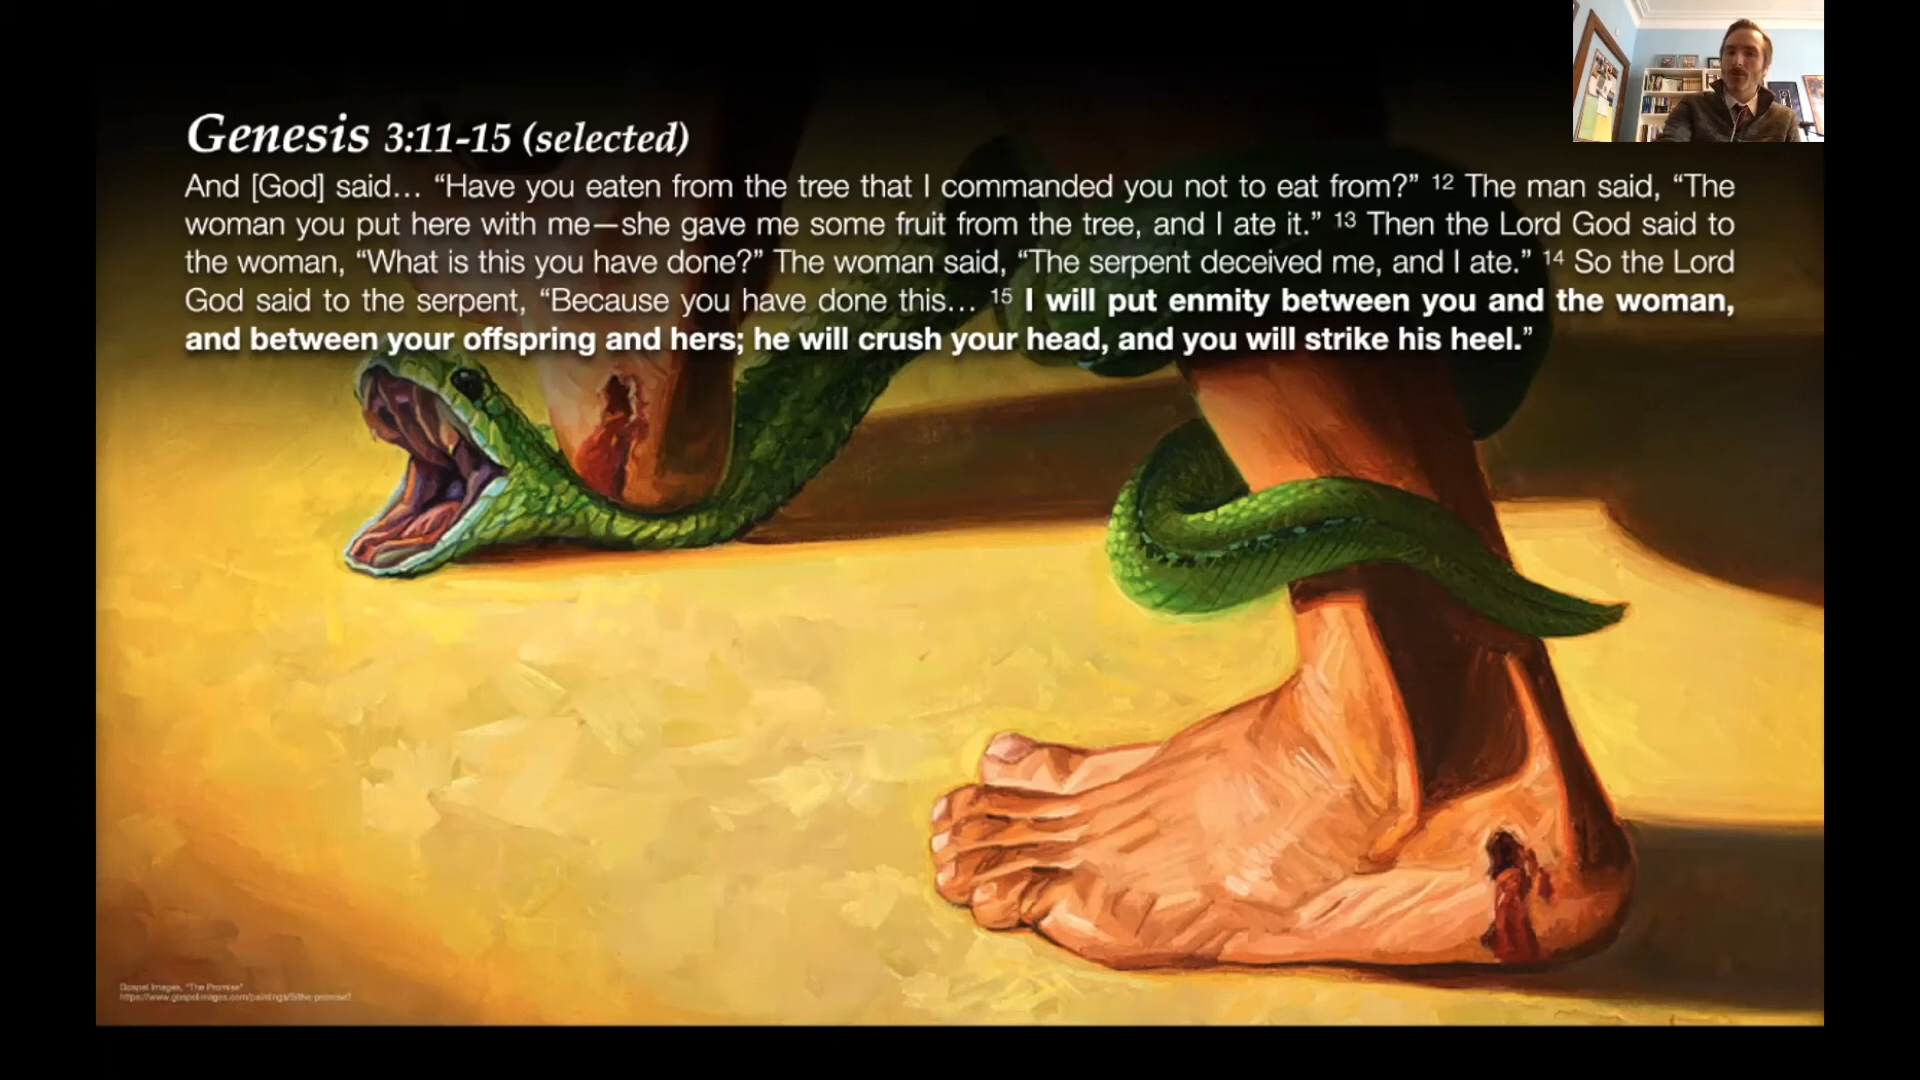 Genesis 3:11-15 (selected)
And [God] said… “Have you eaten from the tree that I commanded you not to eat from?” 12 The man said, “The
woman you put here with me—she gave me some fruit from the tree, and I ate it.” 13 Then the Lord God said to
the woman, “What is this you have done?” The woman said, “The serpent deceived me, and I ate.” 14 So the Lord
God said to the serpent, “Because you have done this… 15 I will put enmity between you and the woman,
and between your offspring and hers; he will crush your head, and you will strike his heel.”
Gospel Images, "The Promise"